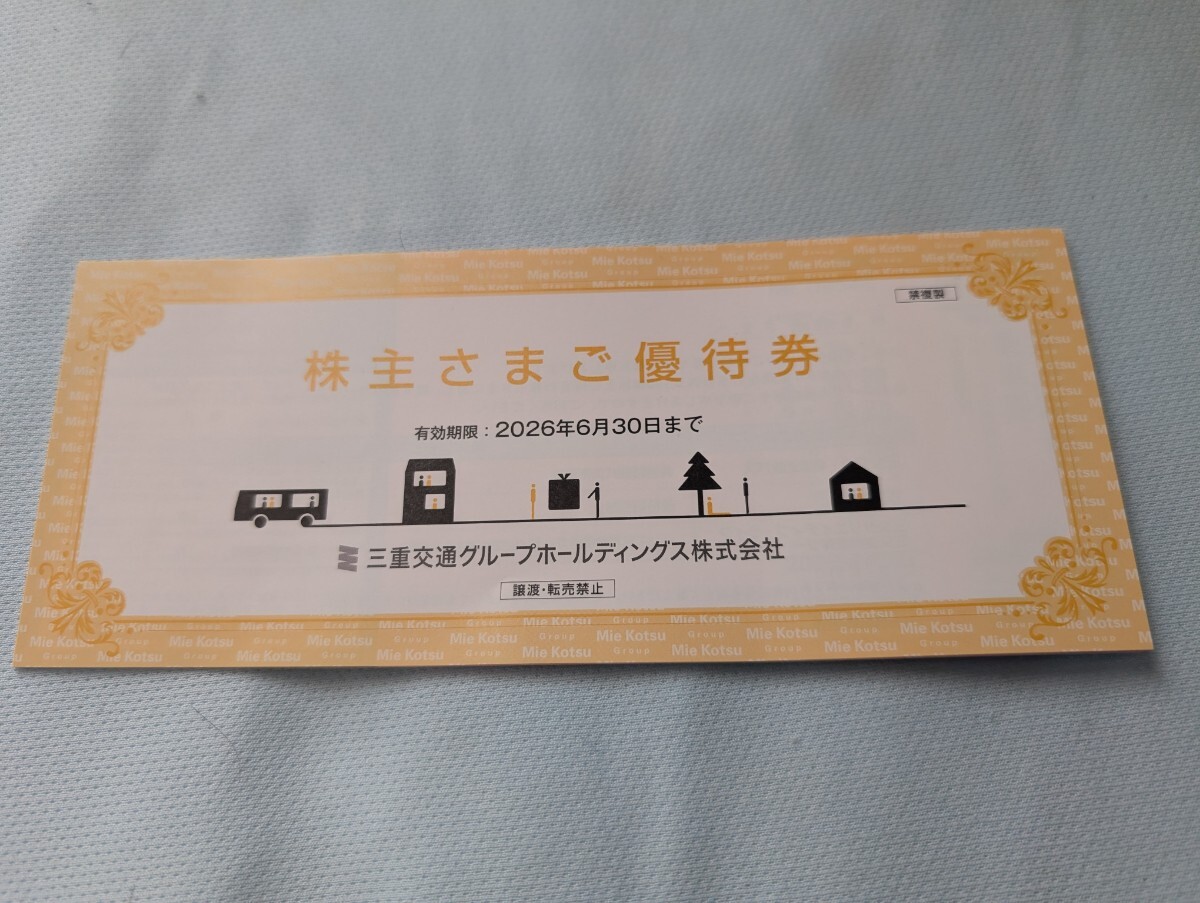 禁複製
株主さまご優待券
有効期限：2026年6月30日まで
三重交通グループホールディングス株式会社
譲渡・転売禁止
Mie Kotsu Group